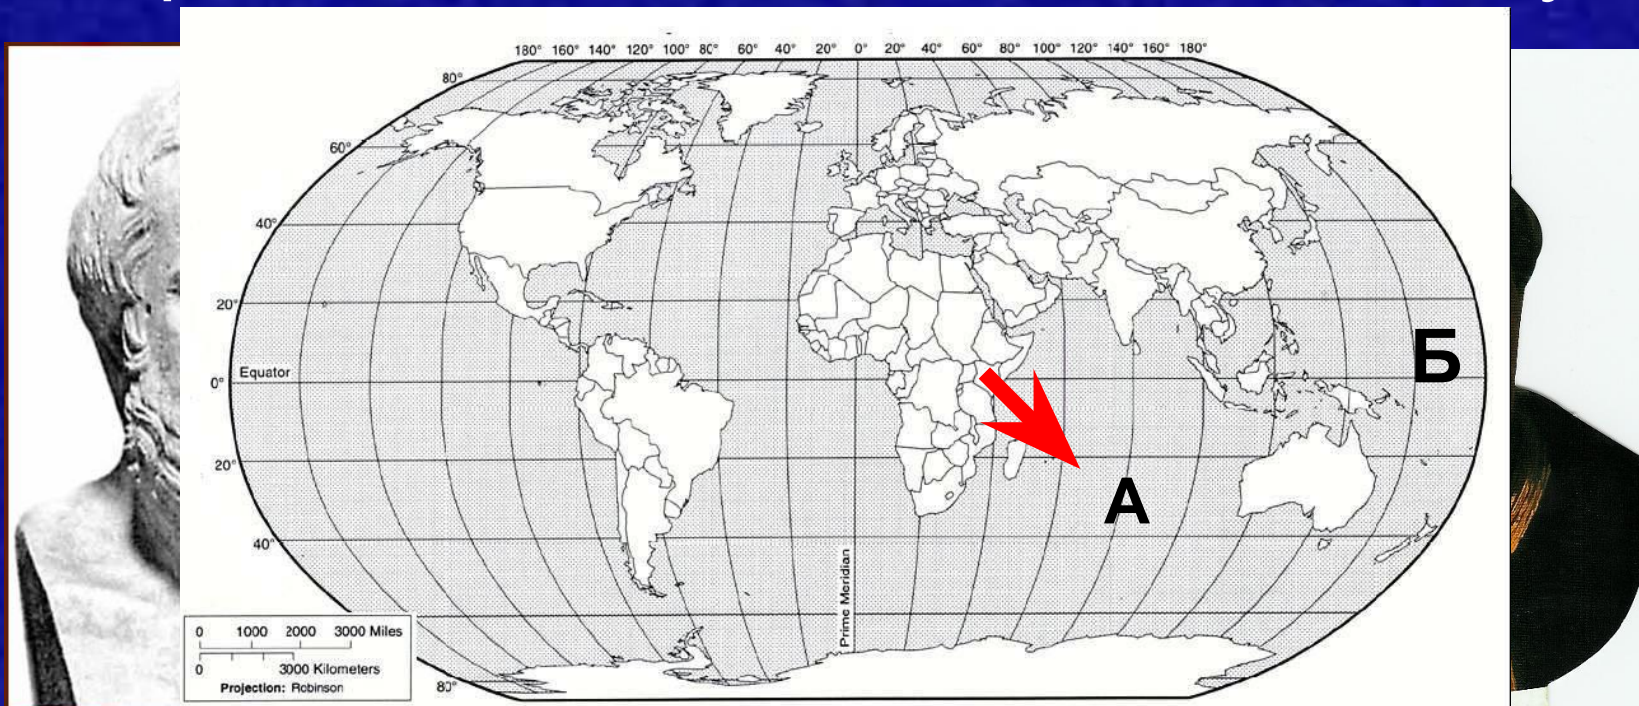 180° 160° 140° 120° 100° 80° 60° 40° 20° 0° 20° 40° 60° 80° 100° 120° 140° 160° 180°
80°
60°
40°
20°
Equator
0°
20°
40°
80°
Б
А
Prime Meridian
0 1000 2000 3000 Miles
0 3000 Kilometers
Projection: Robinson